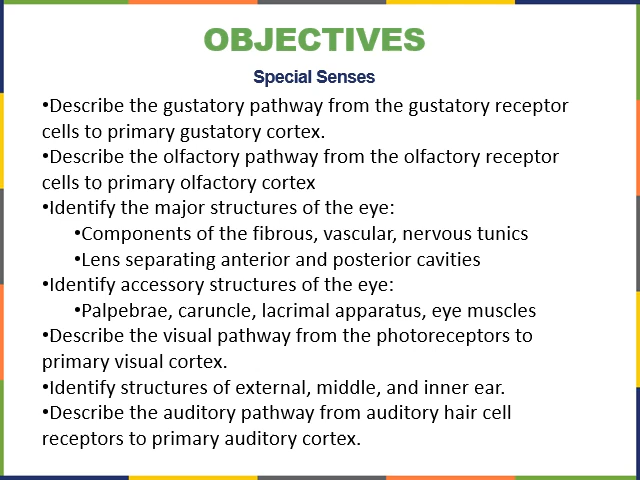 OBJECTIVES
Special Senses
•Describe the gustatory pathway from the gustatory receptor
cells to primary gustatory cortex.
•Describe the olfactory pathway from the olfactory receptor
cells to primary olfactory cortex
•Identify the major structures of the eye:
•Components of the fibrous, vascular, nervous tunics
•Lens separating anterior and posterior cavities
•Identify accessory structures of the eye:
•Palpebrae, caruncle, lacrimal apparatus, eye muscles
•Describe the visual pathway from the photoreceptors to
primary visual cortex.
•Identify structures of external, middle, and inner ear.
•Describe the auditory pathway from auditory hair cell
receptors to primary auditory cortex.